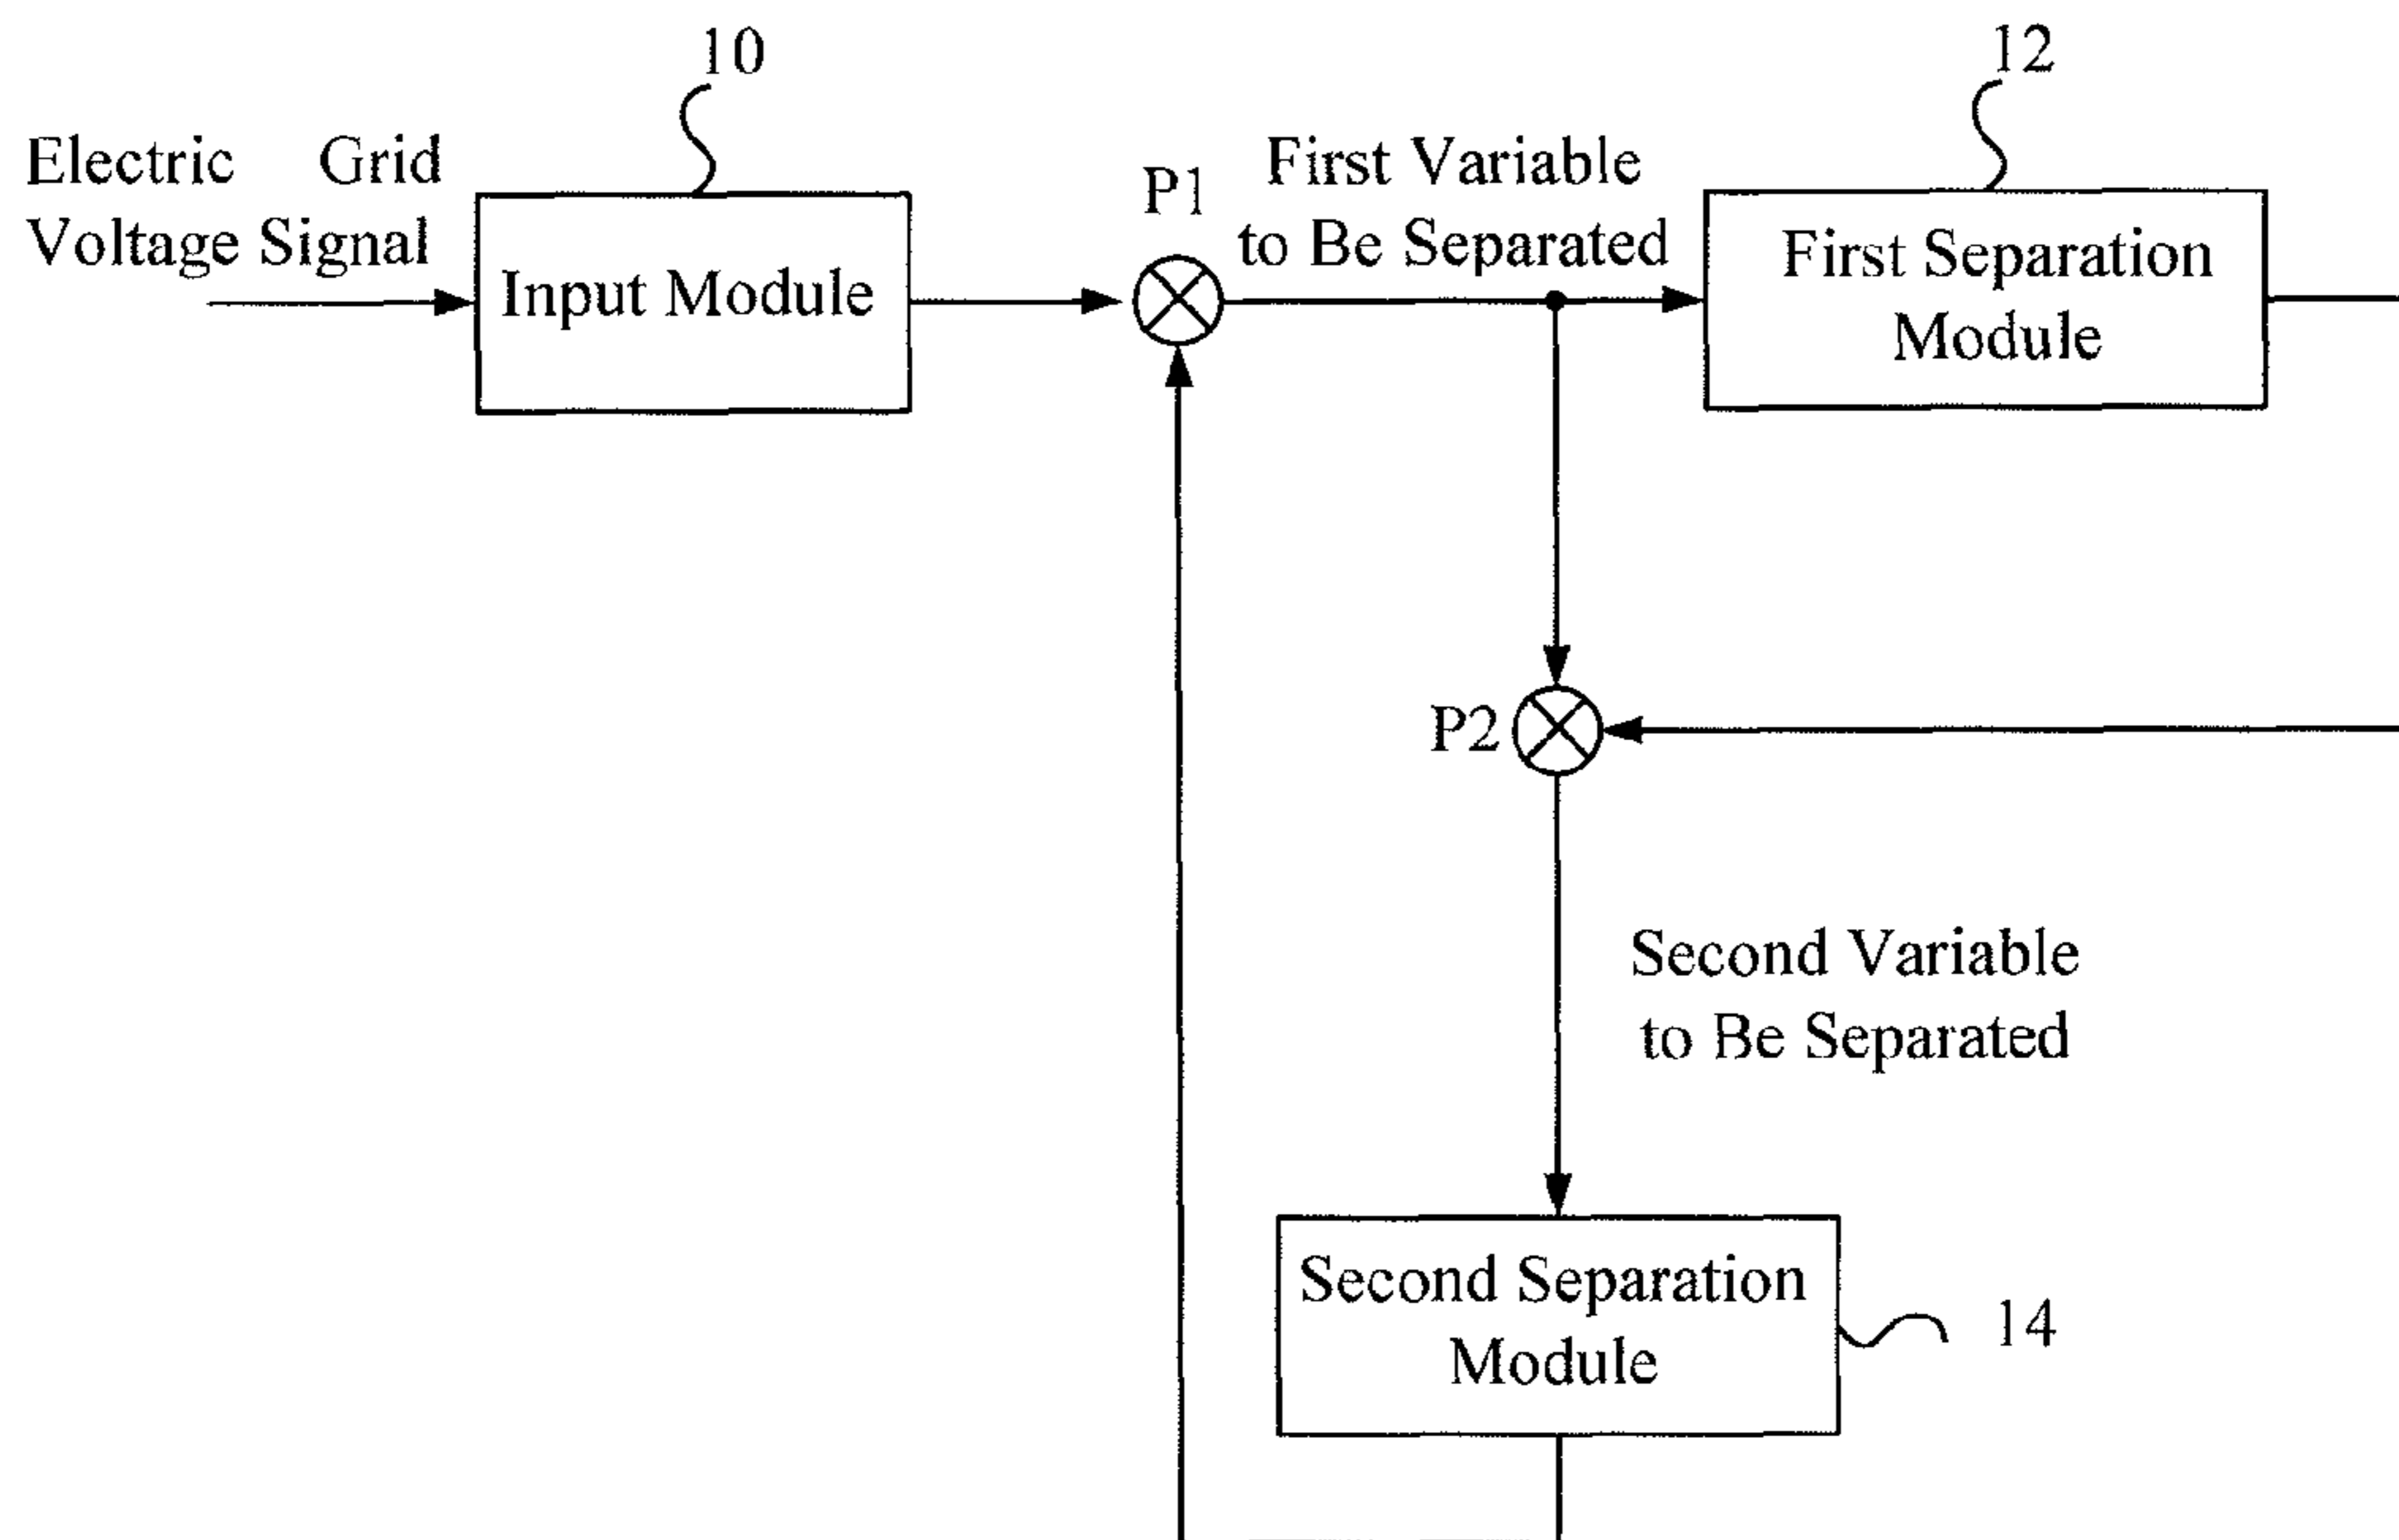 10
12
Electric Grid
Voltage Signal
Input Module
P1
First Variable
to Be Separated
First Separation
Module
P2
Second Variable
to Be Separated
Second Separation
Module
14